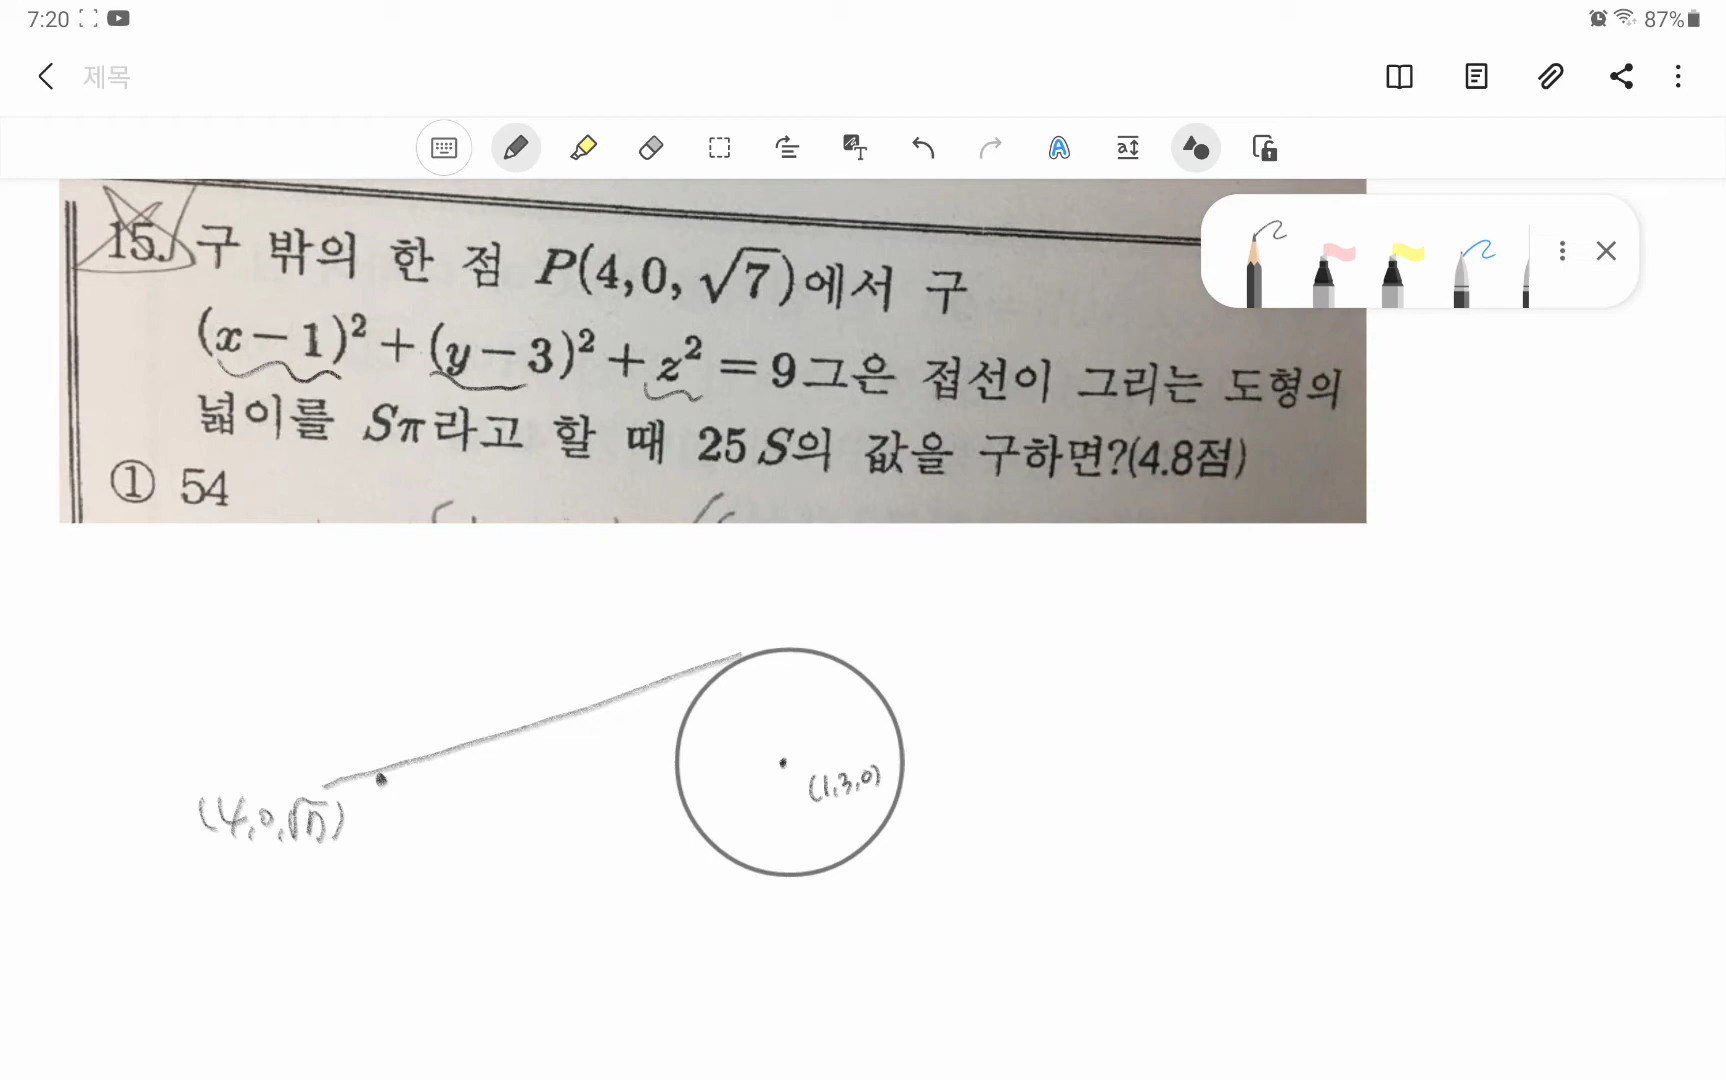 7:20
87%
제목
15. 구 밖의 한 점 P(4,0,√7)에서 구
(x-1)²+(y-3)²+z²=9그은 접선이 그리는 도형의
넓이를 Sπ라고 할 때 25S의 값을 구하면?(4.8점)
① 54
(1,3,0)
(4,0,√7)